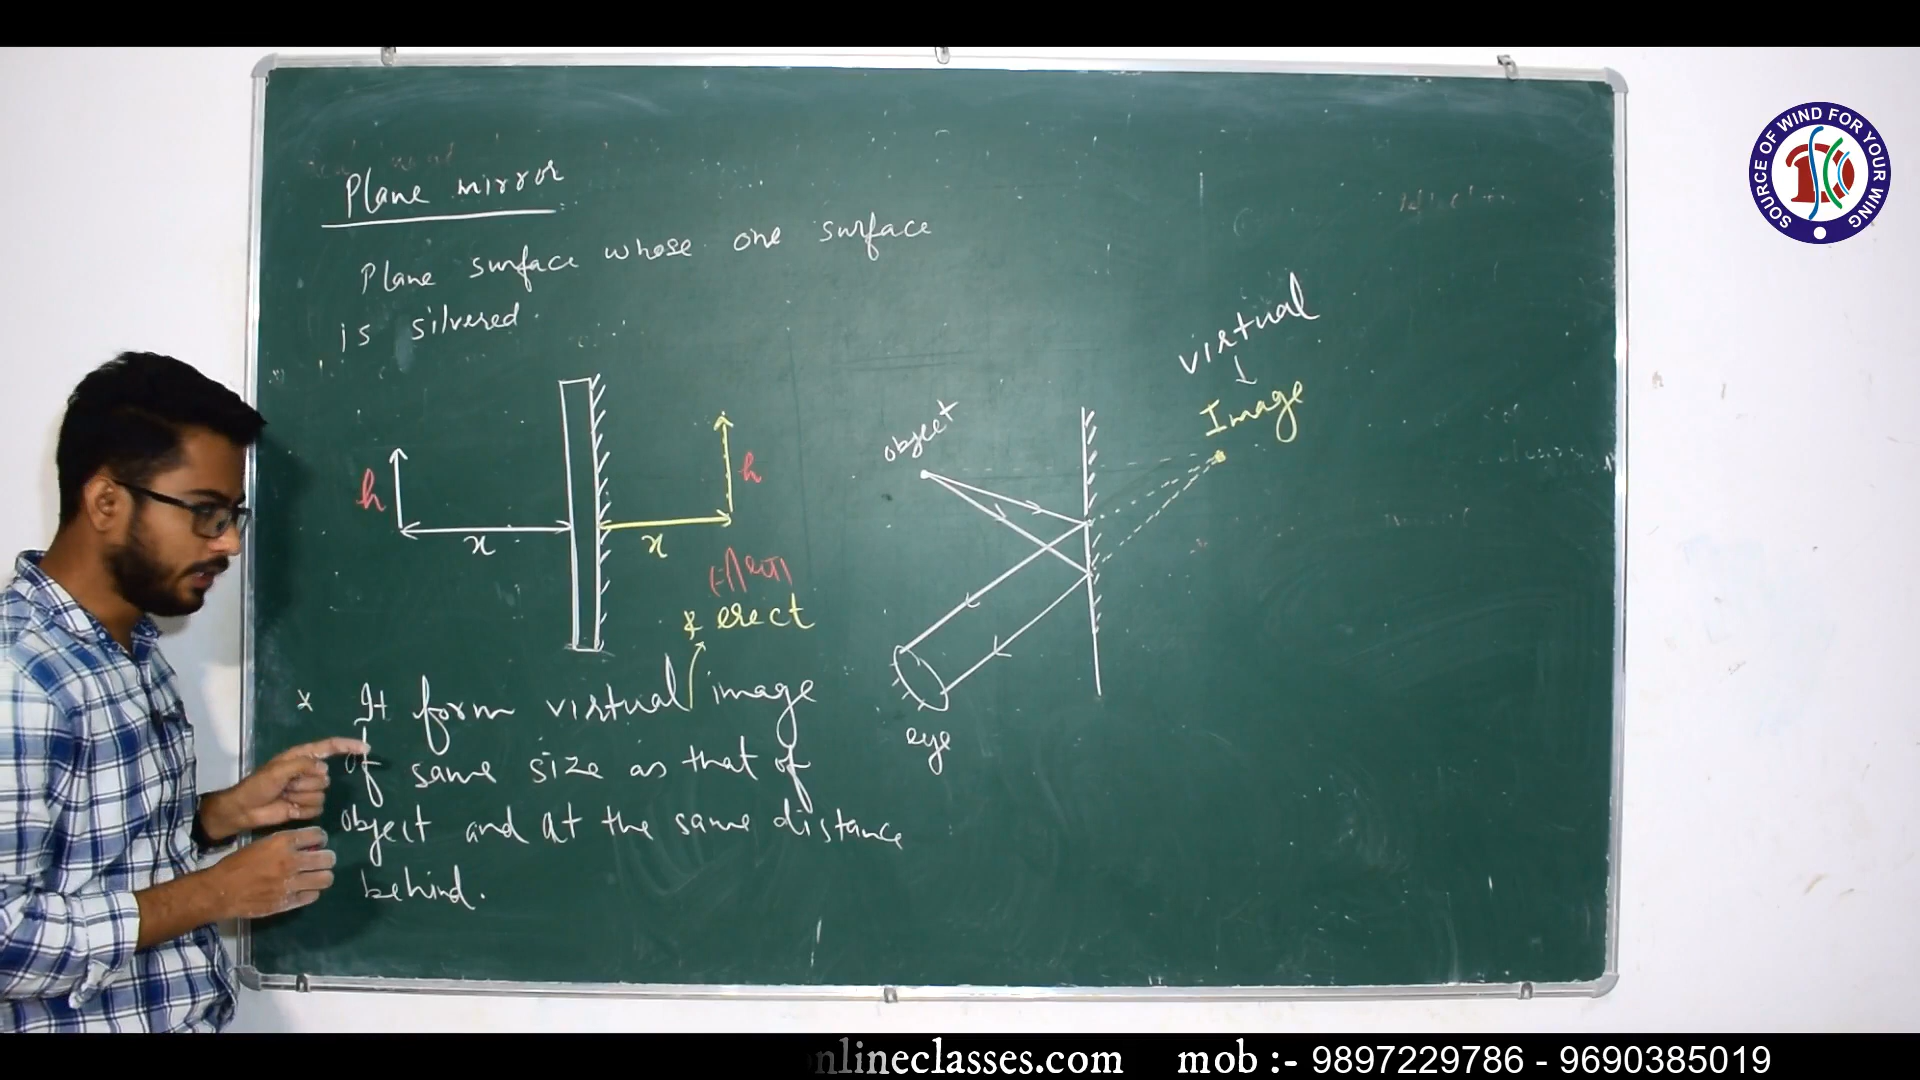 Plane mirror
Plane surface whose one surface
is silvered.
h
x
x
h
& erect
* It form virtual image
of same size as that of
object and at the same distance
behind.
object
virtual
Image
eye
SOURCE OF WIND FOR YOUR WING
nlineclasses.com mob :- 9897229786 - 9690385019